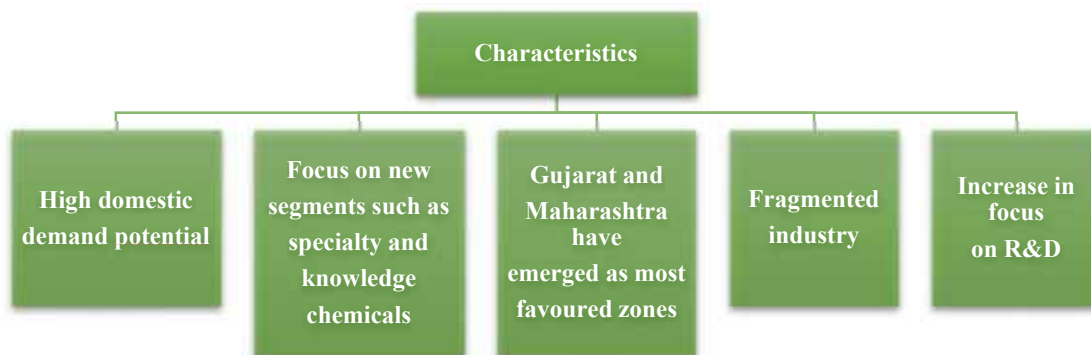 Characteristics
High domestic
demand potential
Focus on new
segments such as
specialty and
knowledge
chemicals
Gujarat and
Maharashtra
have
emerged as most
favoured zones
Fragmented
industry
Increase in
focus
on R&D